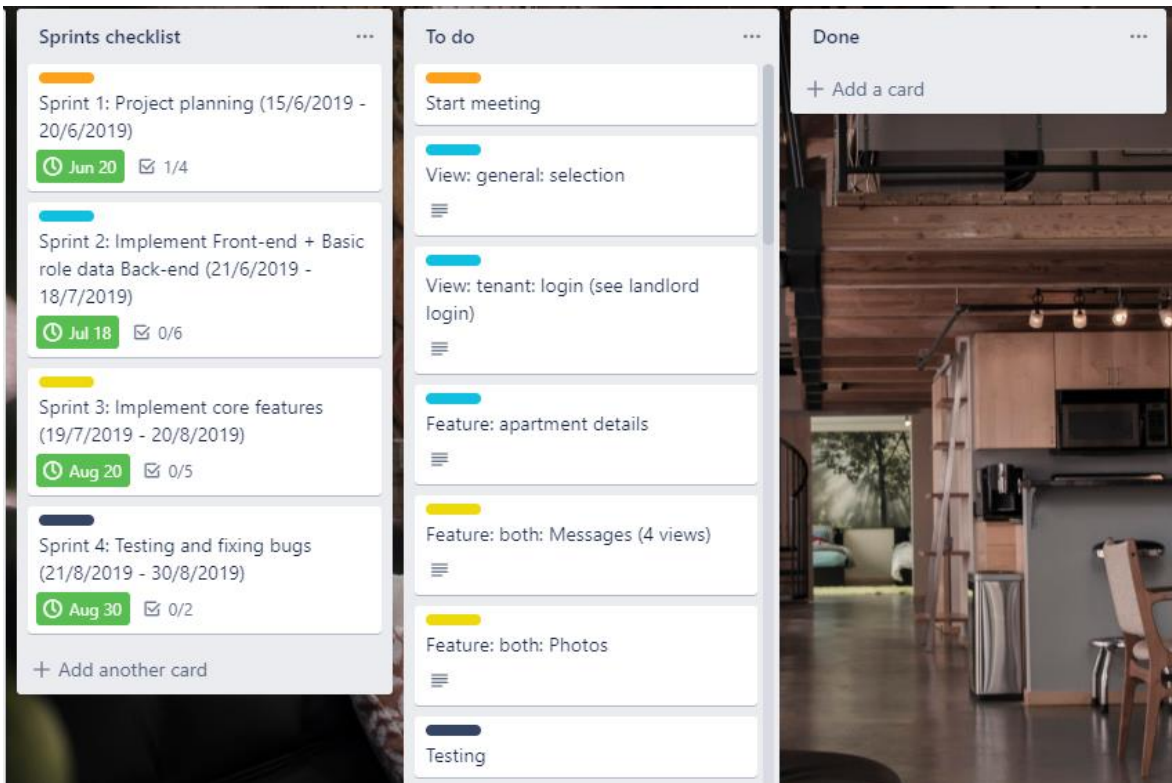 Sprints checklist
Sprint 1: Project planning (15/6/2019 -
20/6/2019)
Jun 20 1/4
Sprint 2: Implement Front-end + Basic
role data Back-end (21/6/2019 -
18/7/2019)
Jul 18 0/6
Sprint 3: Implement core features
(19/7/2019 - 20/8/2019)
Aug 20 0/5
Sprint 4: Testing and fixing bugs
(21/8/2019 - 30/8/2019)
Aug 30 0/2
+ Add another card
To do
Start meeting
View: general: selection
View: tenant: login (see landlord
login)
Feature: apartment details
Feature: both: Messages (4 views)
Feature: both: Photos
Testing
Done
+ Add a card